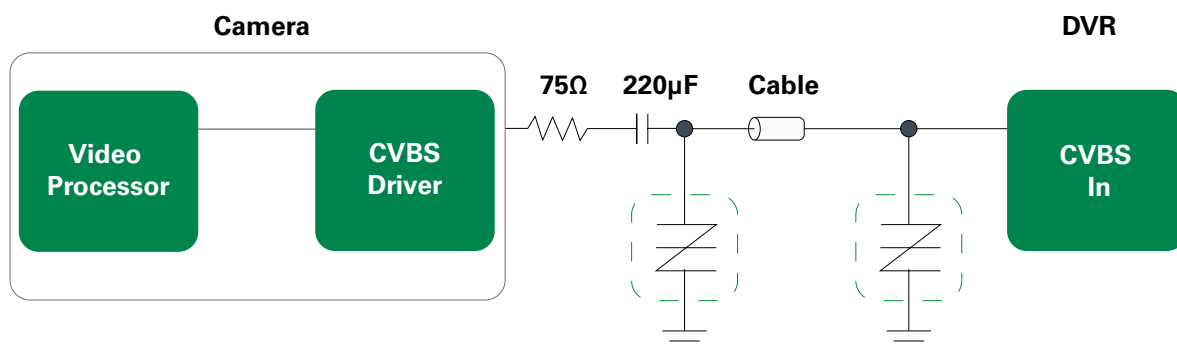 Camera
DVR
75Ω
220µF
Cable
Video
Processor
CVBS
Driver
CVBS
In